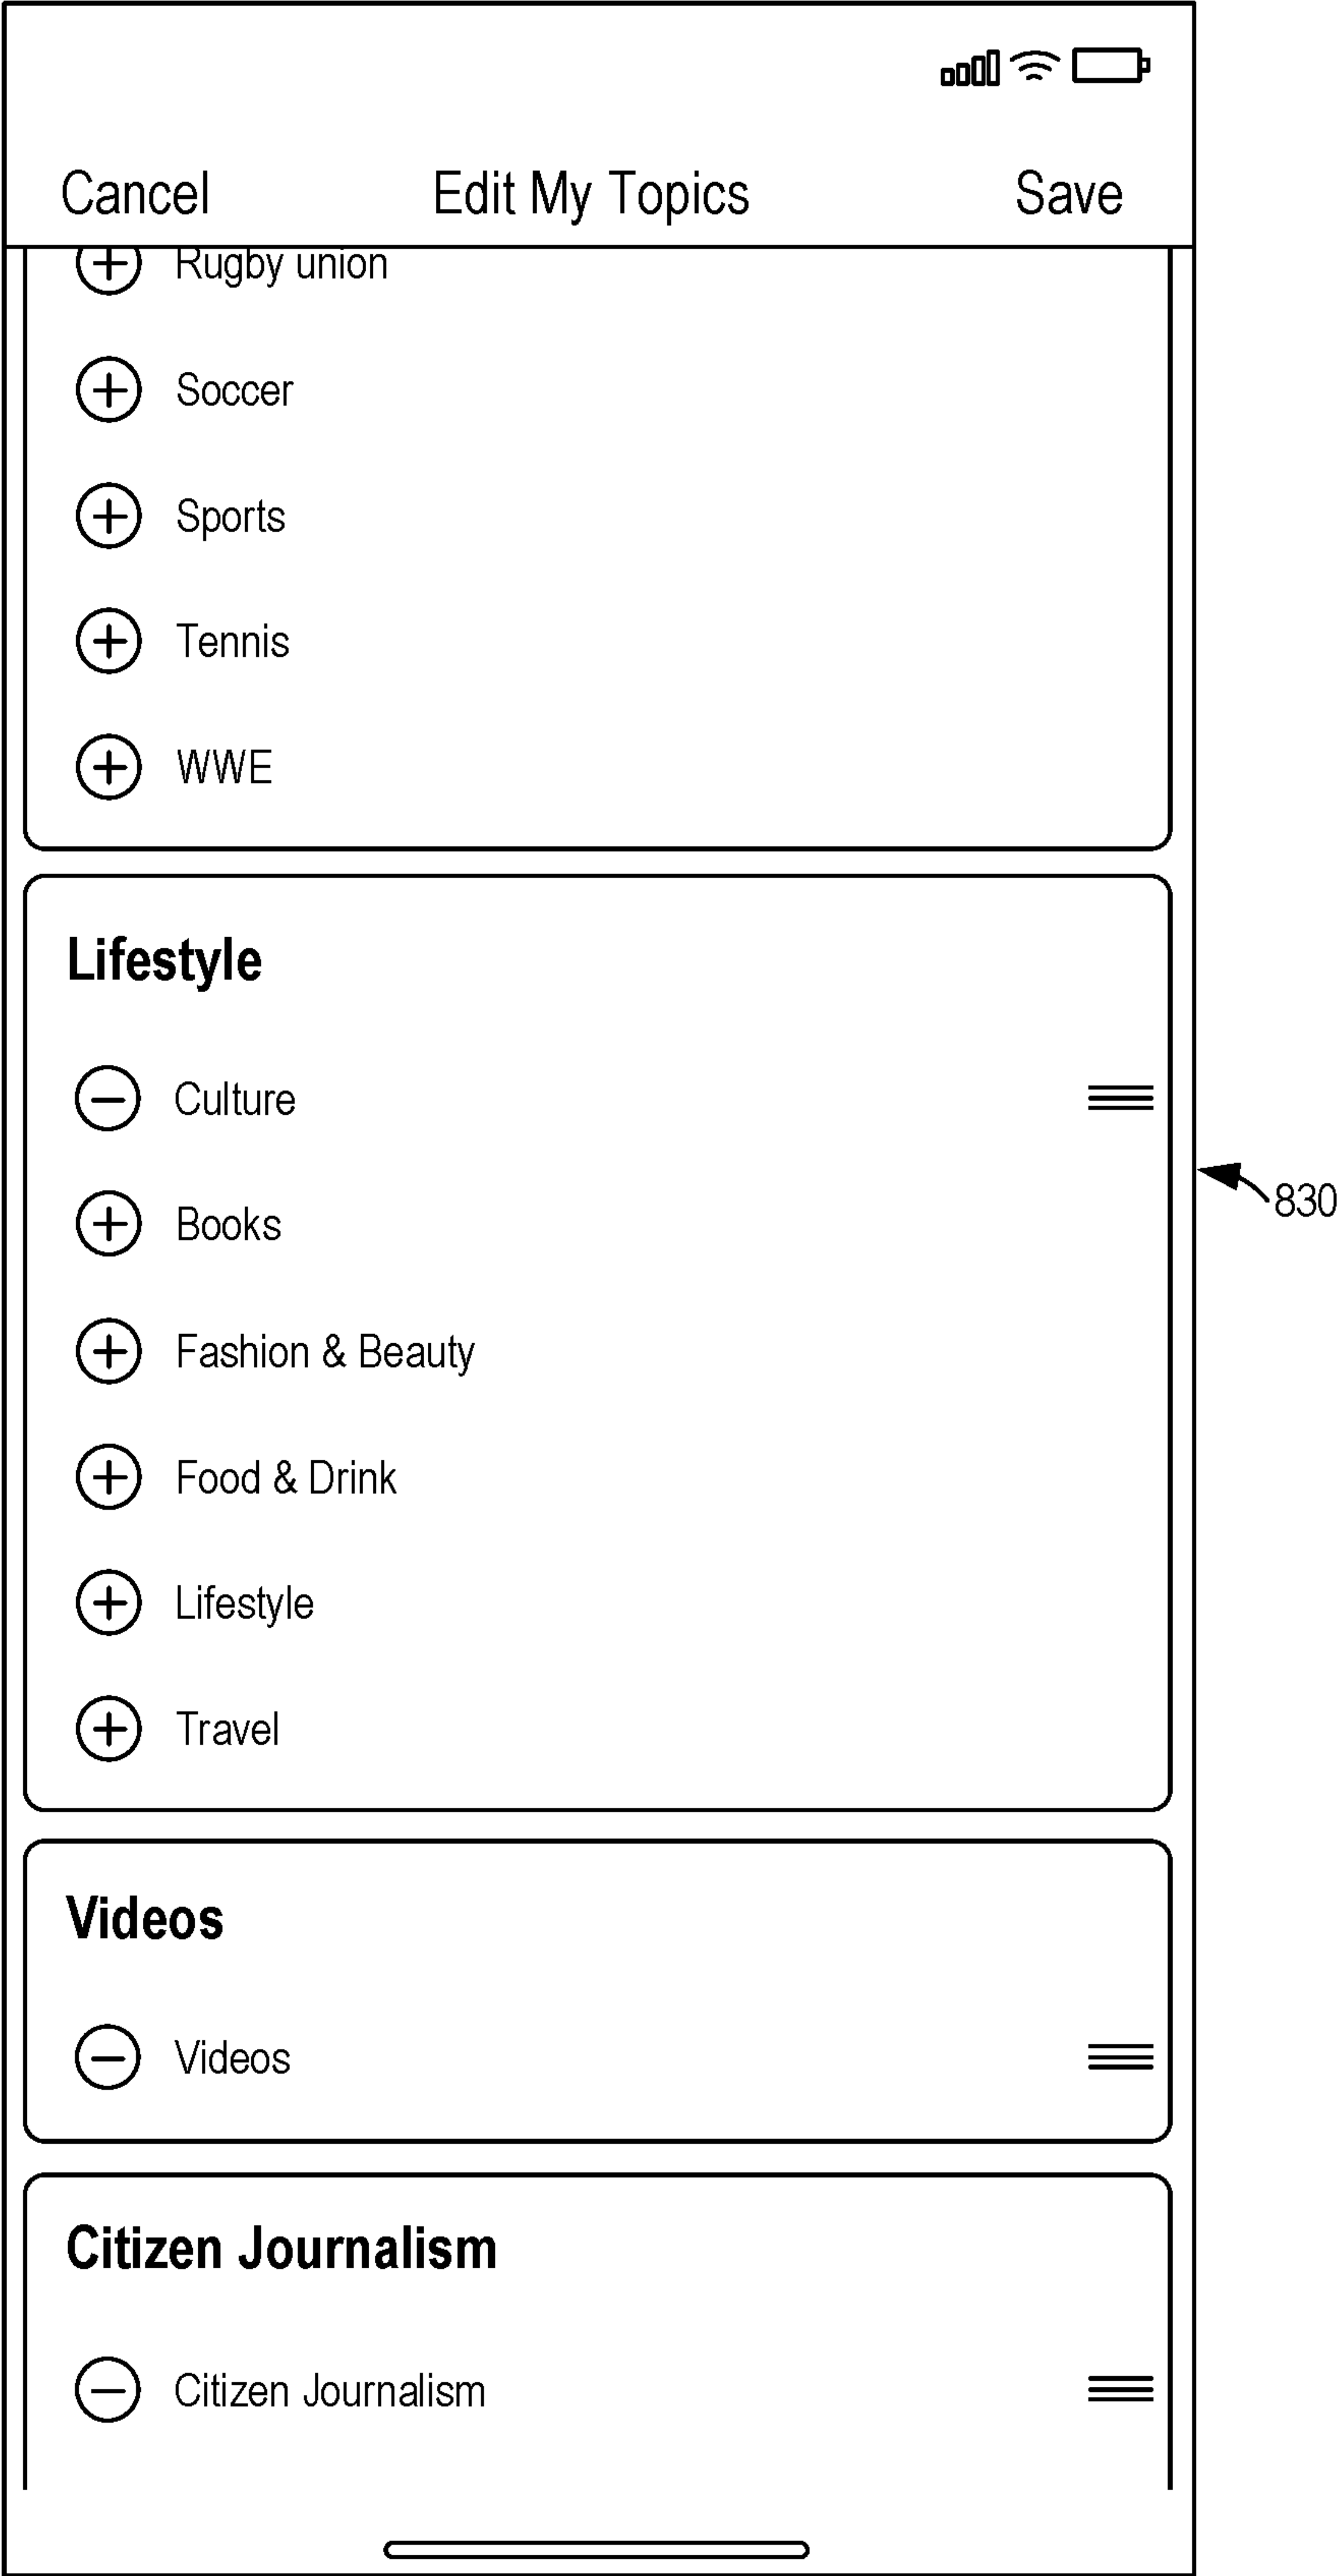 Cancel Edit My Topics Save
Rugby union
Soccer
Sports
Tennis
WWE
Lifestyle
Culture
Books
830
Fashion & Beauty
Food & Drink
Lifestyle
Travel
Videos
Videos
Citizen Journalism
Citizen Journalism